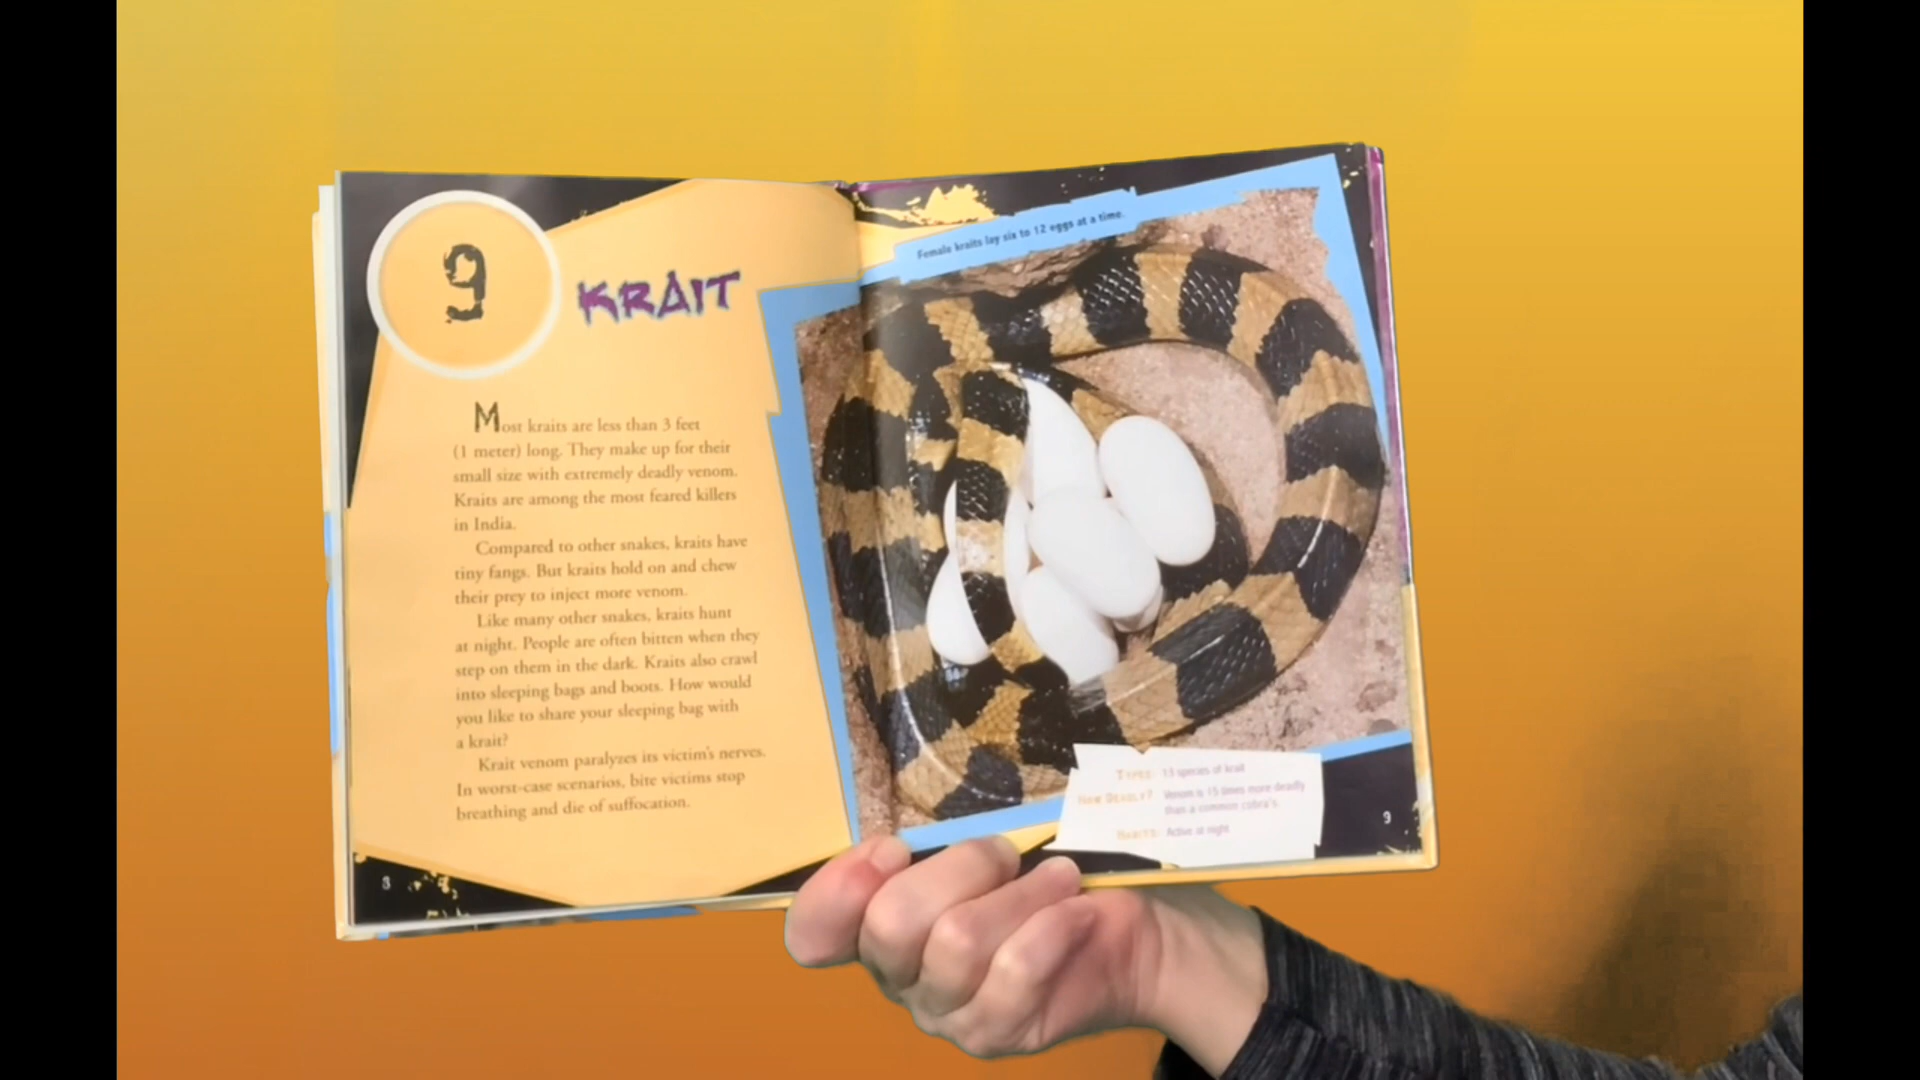 9
KRAIT
Most kraits are less than 3 feet
(1 meter) long. They make up for their
small size with extremely deadly venom.
Kraits are among the most feared killers
in India.
Compared to other snakes, kraits have
tiny fangs. But kraits hold on and chew
their prey to inject more venom.
Like many other snakes, kraits hunt
at night. People are often bitten when they
step on them in the dark. Kraits also crawl
into sleeping bags and boots. How would
you like to share your sleeping bag with
a krait?
Krait venom paralyzes its victim's nerves.
In worst-case scenarios, bite victims stop
breathing and die of suffocation.
8
Female kraits lay six to 12 eggs at a time.
TYPES: 13 species of krait
HOW DEADLY? Venom is 15 times more deadly
than a common cobra's
HABITS: Active at night
9